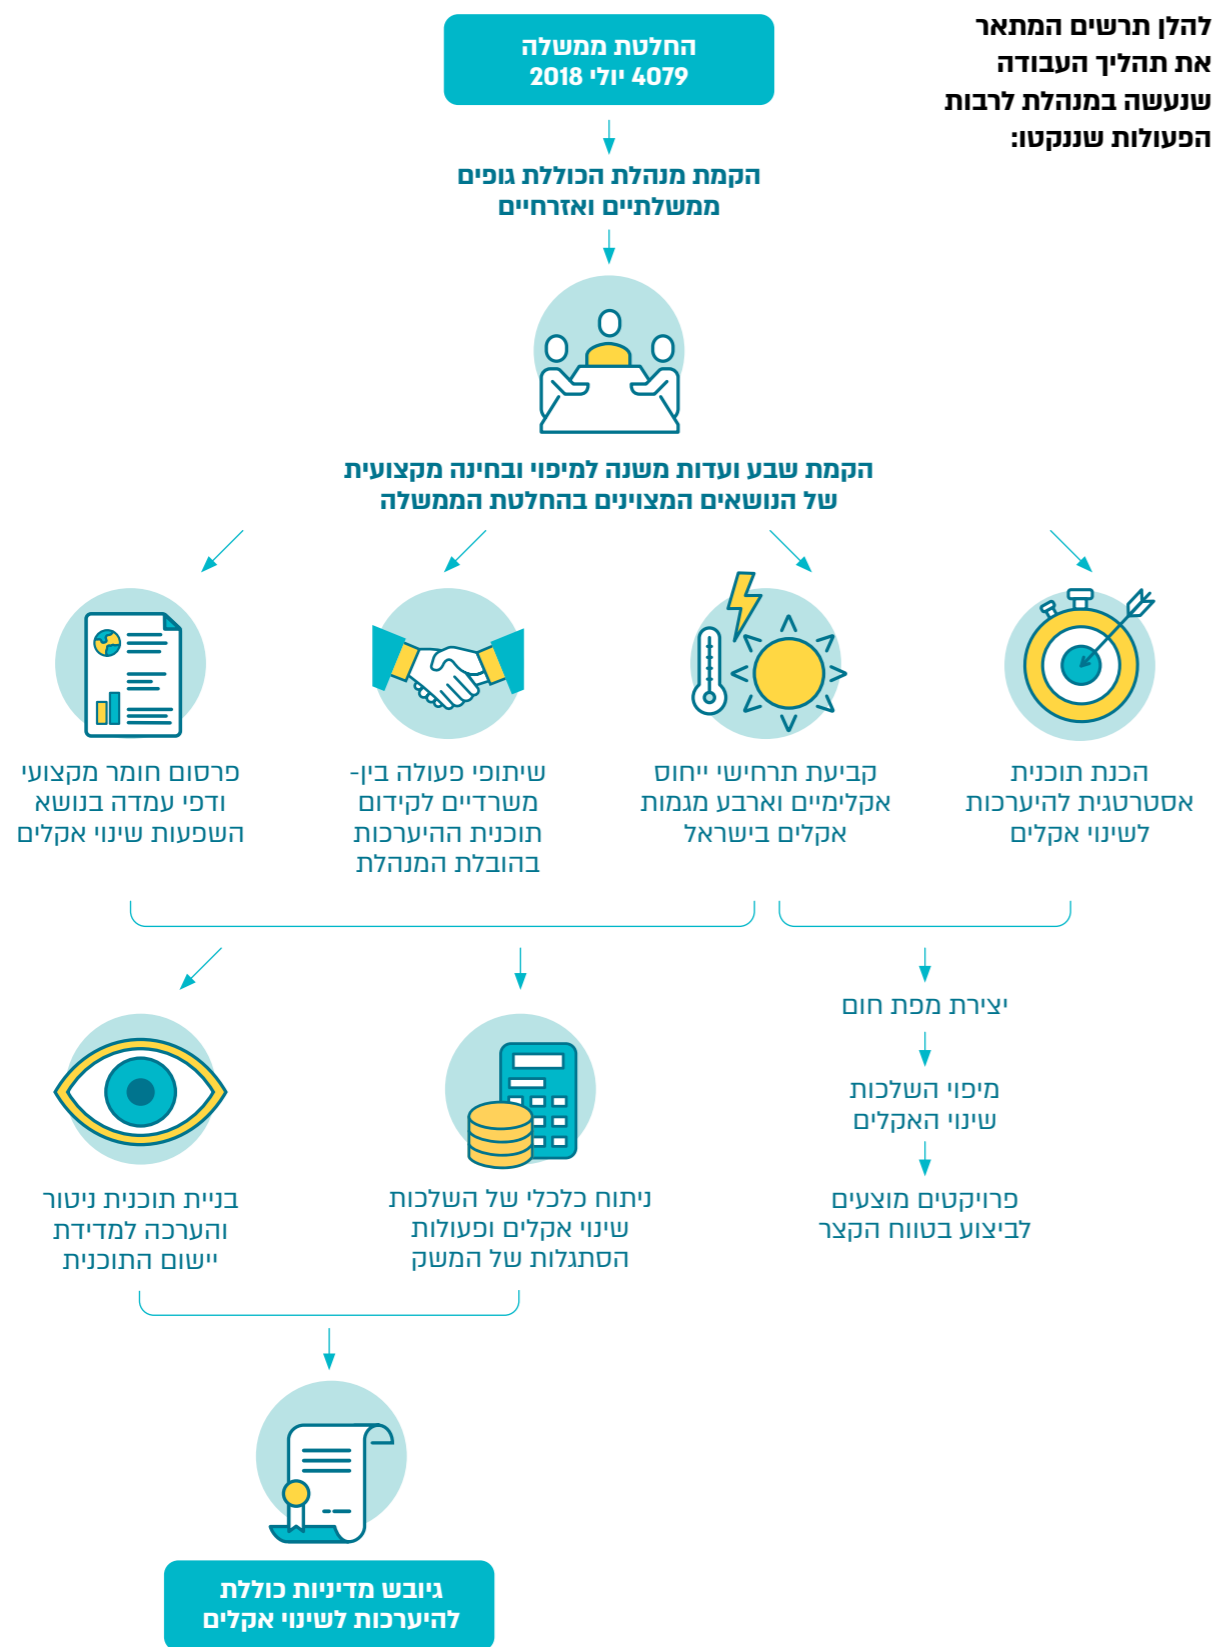 להלן תרשים המתאר
את תהליך העבודה
שנעשה במנהלת לרבות
הפעולות שננקטו:
החלטת ממשלה
4079 יולי 2018
הקמת מנהלת הכוללת גופים
ממשלתיים ואזרחיים
הקמת שבע ועדות משנה למיפוי ובחינה מקצועית
של הנושאים המצוינים בהחלטת הממשלה
הכנת תוכנית
אסטרטגית להיערכות
לשינוי אקלים
קביעת תרחישי ייחוס
אקלימיים וארבע מגמות
אקלים בישראל
שיתופי פעולה בין-
משרדיים לקידום
תוכנית ההיערכות
בהובלת המנהלת
פרסום חומר מקצועי
ודפי עמדה בנושא
השפעות שינוי אקלים
יצירת מפת חום
מיפוי השלכות
שינוי האקלים
פרויקטים מוצעים
לביצוע בטווח הקצר
ניתוח כלכלי של השלכות
שינוי אקלים ופעולות
הסתגלות של המשק
בניית תוכנית ניטור
והערכה למדידת
יישום התוכנית
גיובש מדיניות כוללת
להיערכות לשינוי אקלים